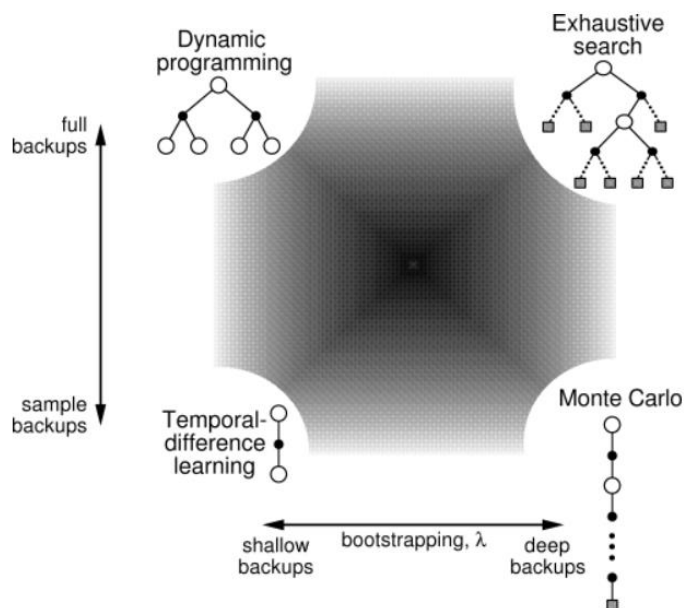 Dynamic
programming
Exhaustive
search
full
backups
sample
backups
Temporal-
difference
learning
Monte Carlo
bootstrapping, λ
shallow
backups
deep
backups